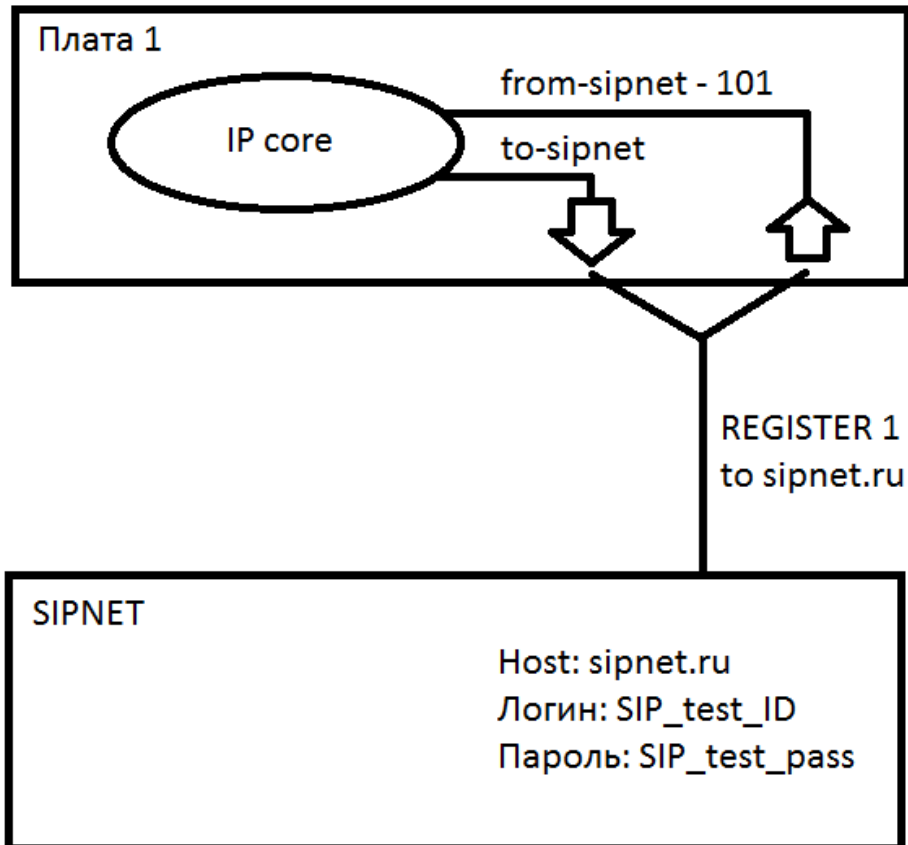 Плата 1
IP core
from-sipnet - 101
to-sipnet
REGISTER 1
to sipnet.ru
SIPNET
Host: sipnet.ru
Логин: SIP_test_ID
Пароль: SIP_test_pass